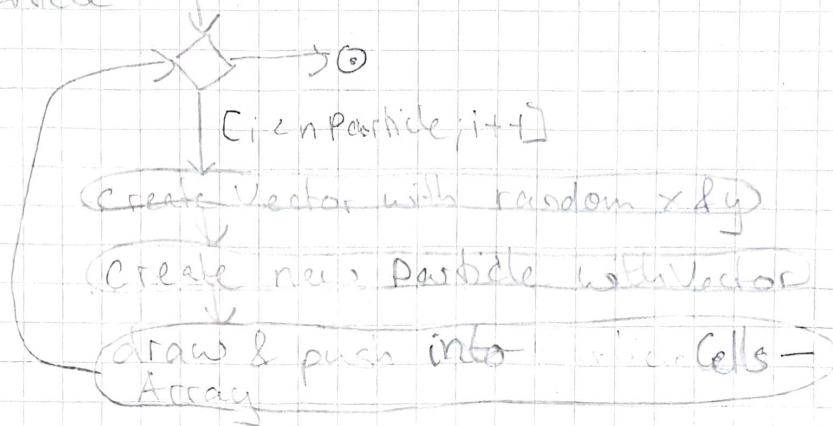 [i < nParticle; i++]
create Vector with random x & y
Create new Particle with Vector
draw & push into Cells-
Array